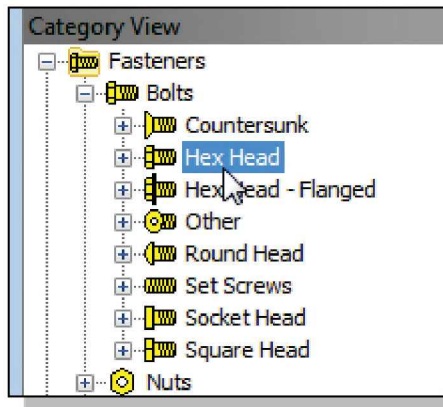 Category View
Fasteners
Bolts
Countersunk
Hex Head
Hex Head - Flanged
Other
Round Head
Set Screws
Socket Head
Square Head
Nuts